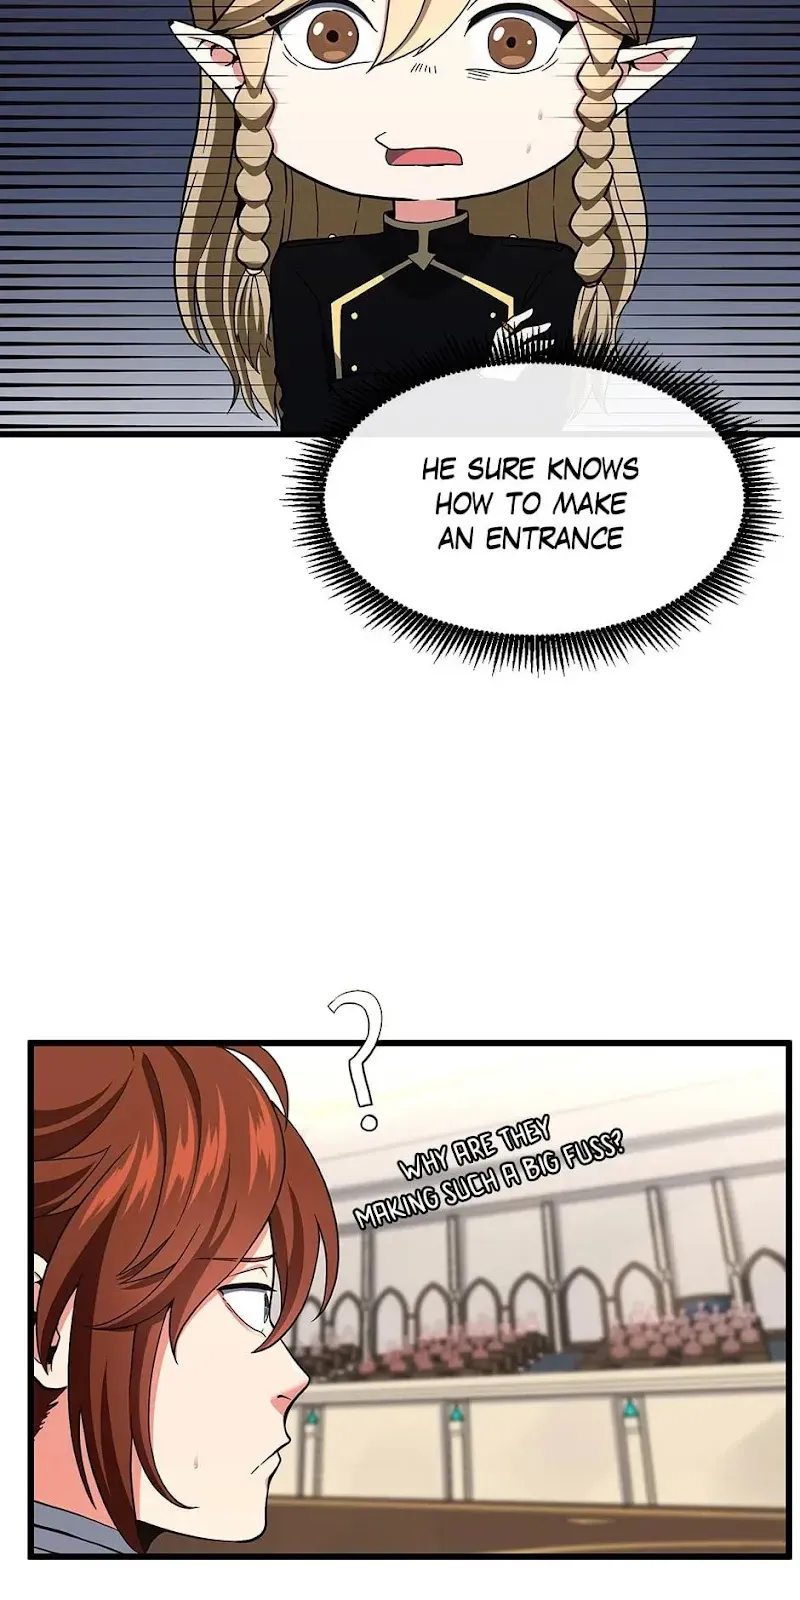 HE SURE KNOWS
HOW TO MAKE
AN ENTRANCE
?
WHY ARE THEY
MAKING SUCH A BIG FUSS?